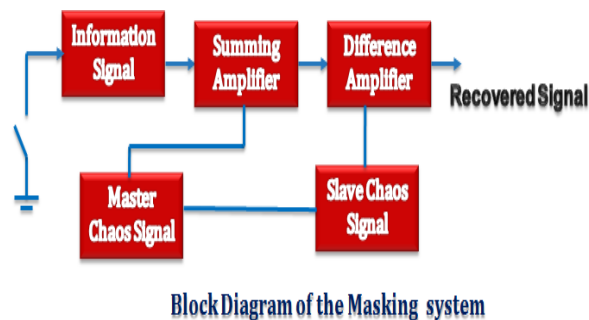 Information
Signal
Summing
Amplifier
Difference
Amplifier
Recovered Signal
Master
Chaos Signal
Slave Chaos
Signal
Block Diagram of the Masking system